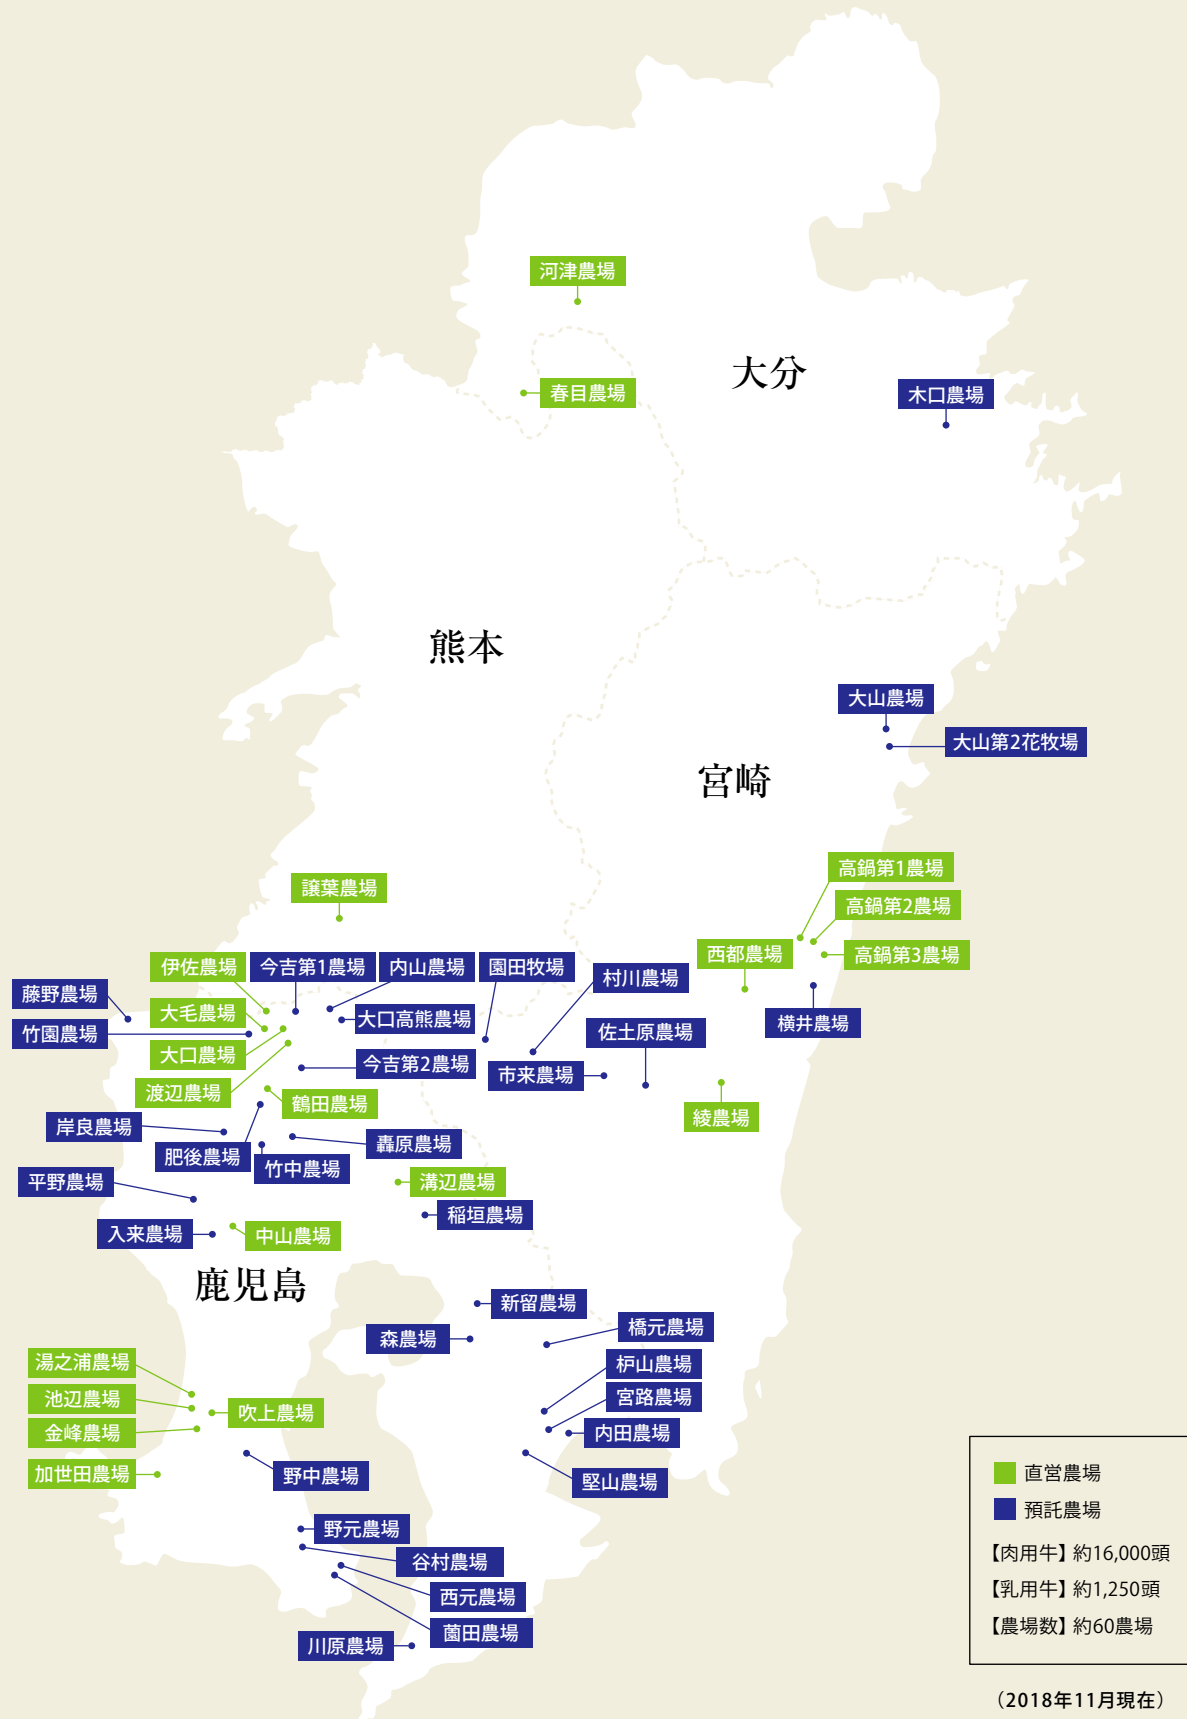 河津農場
大分
春目農場
木口農場
熊本
大山農場
大山第2花牧場
宮崎
高鍋第1農場
譲葉農場
高鍋第2農場
西都農場
高鍋第3農場
伊佐農場
今吉第1農場
内山農場
園田牧場
村川農場
藤野農場
大毛農場
大口高熊農場
横井農場
竹園農場
佐土原農場
大口農場
今吉第2農場
市来農場
渡辺農場
鶴田農場
綾農場
岸良農場
肥後農場
竹中農場
轟原農場
平野農場
溝辺農場
稲垣農場
入来農場
中山農場
鹿児島
新留農場
橋元農場
森農場
湯之浦農場
枦山農場
池辺農場
宮路農場
吹上農場
金峰農場
内田農場
加世田農場
野中農場
堅山農場
野元農場
谷村農場
西元農場
薗田農場
川原農場
直営農場
預託農場
【肉用牛】約16,000頭
【乳用牛】約1,250頭
【農場数】約60農場
（2018年11月現在）